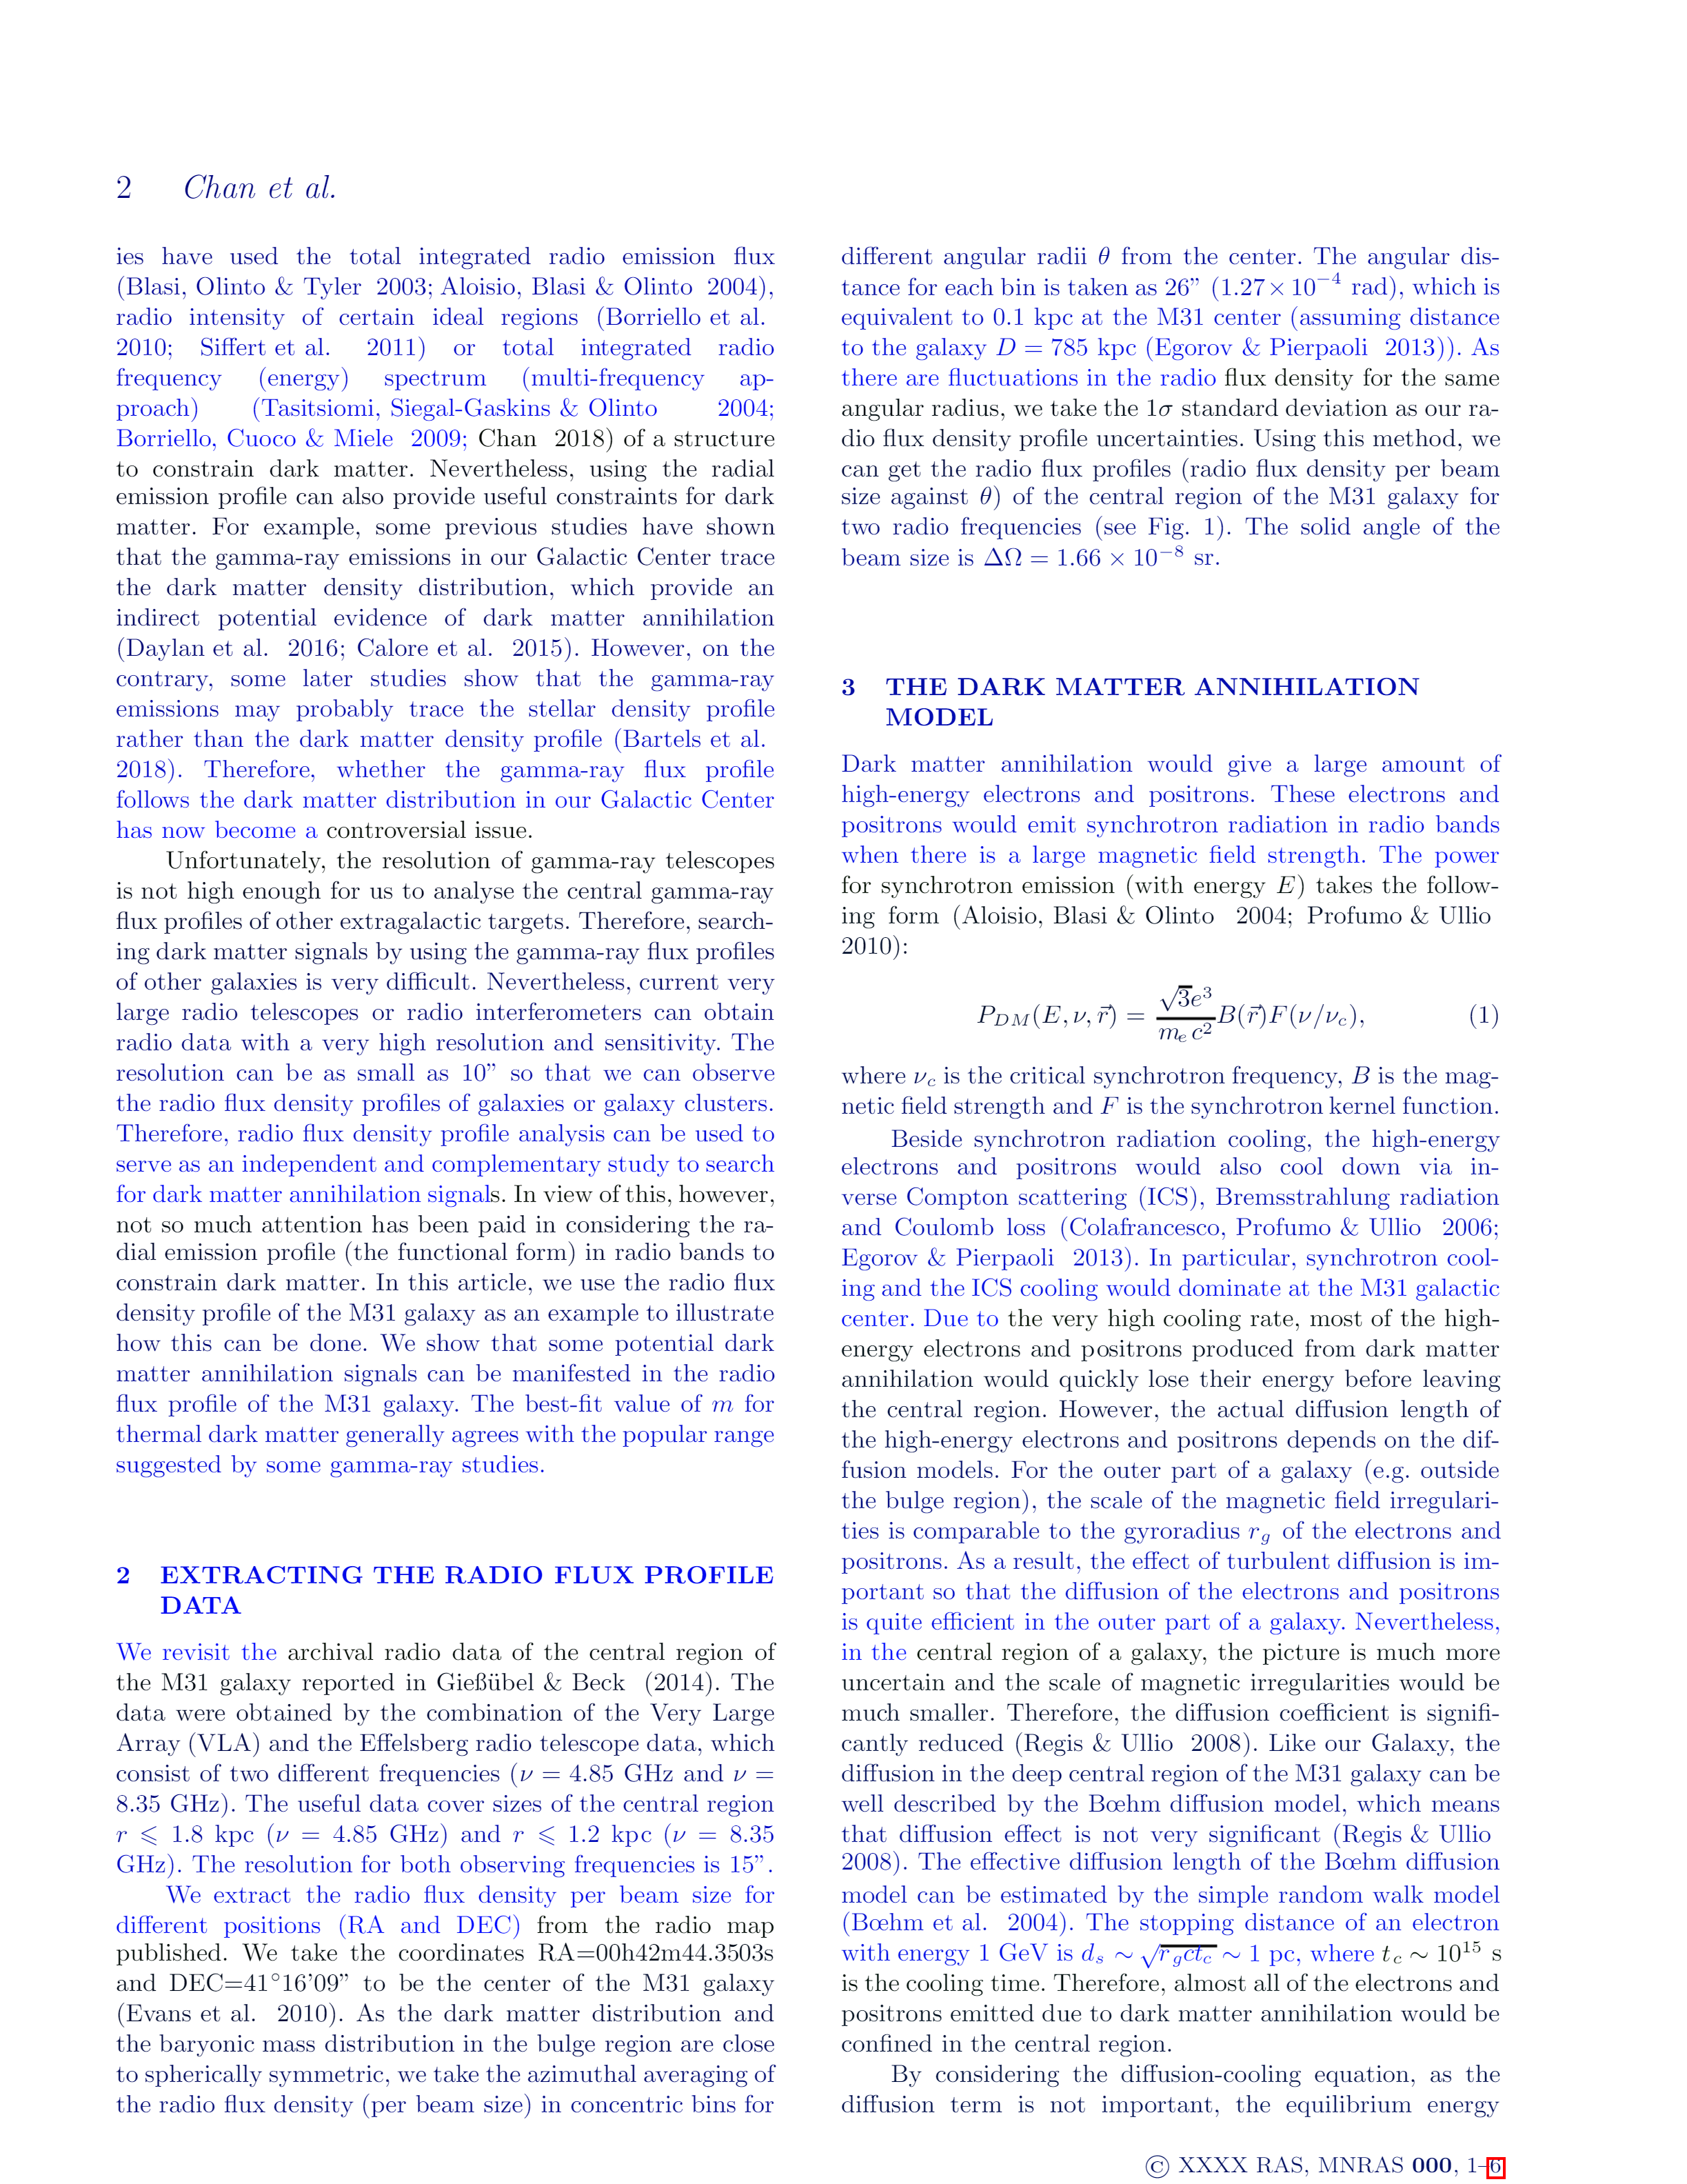 2 Chan et al.
ies have used the total integrated radio emission flux
(Blasi, Olinto & Tyler 2003; Aloisio, Blasi & Olinto 2004),
radio intensity of certain ideal regions (Borriello et al.
2010; Siffert et al. 2011) or total integrated radio
frequency (energy) spectrum (multi-frequency ap-
proach) (Tasitsiomi, Siegal-Gaskins & Olinto 2004;
Borriello, Cuoco & Miele 2009; Chan 2018) of a structure
to constrain dark matter. Nevertheless, using the radial
emission profile can also provide useful constraints for dark
matter. For example, some previous studies have shown
that the gamma-ray emissions in our Galactic Center trace
the dark matter density distribution, which provide an
indirect potential evidence of dark matter annihilation
(Daylan et al. 2016; Calore et al. 2015). However, on the
contrary, some later studies show that the gamma-ray
emissions may probably trace the stellar density profile
rather than the dark matter density profile (Bartels et al.
2018). Therefore, whether the gamma-ray flux profile
follows the dark matter distribution in our Galactic Center
has now become a controversial issue.
Unfortunately, the resolution of gamma-ray telescopes
is not high enough for us to analyse the central gamma-ray
flux profiles of other extragalactic targets. Therefore, search-
ing dark matter signals by using the gamma-ray flux profiles
of other galaxies is very difficult. Nevertheless, current very
large radio telescopes or radio interferometers can obtain
radio data with a very high resolution and sensitivity. The
resolution can be as small as 10” so that we can observe
the radio flux density profiles of galaxies or galaxy clusters.
Therefore, radio flux density profile analysis can be used to
serve as an independent and complementary study to search
for dark matter annihilation signals. In view of this, however,
not so much attention has been paid in considering the ra-
dial emission profile (the functional form) in radio bands to
constrain dark matter. In this article, we use the radio flux
density profile of the M31 galaxy as an example to illustrate
how this can be done. We show that some potential dark
matter annihilation signals can be manifested in the radio
flux profile of the M31 galaxy. The best-fit value of m for
thermal dark matter generally agrees with the popular range
suggested by some gamma-ray studies.
2 EXTRACTING THE RADIO FLUX PROFILE
DATA
We revisit the archival radio data of the central region of
the M31 galaxy reported in Gießübel & Beck (2014). The
data were obtained by the combination of the Very Large
Array (VLA) and the Effelsberg radio telescope data, which
consist of two different frequencies (ν = 4.85 GHz and ν =
8.35 GHz). The useful data cover sizes of the central region
r ⩽ 1.8 kpc (ν = 4.85 GHz) and r ⩽ 1.2 kpc (ν = 8.35
GHz). The resolution for both observing frequencies is 15”.
We extract the radio flux density per beam size for
different positions (RA and DEC) from the radio map
published. We take the coordinates RA=00h42m44.3503s
and DEC=41°16’09” to be the center of the M31 galaxy
(Evans et al. 2010). As the dark matter distribution and
the baryonic mass distribution in the bulge region are close
to spherically symmetric, we take the azimuthal averaging of
the radio flux density (per beam size) in concentric bins for
different angular radii θ from the center. The angular dis-
tance for each bin is taken as 26” (1.27 × 10⁻⁴ rad), which is
equivalent to 0.1 kpc at the M31 center (assuming distance
to the galaxy D = 785 kpc (Egorov & Pierpaoli 2013)). As
there are fluctuations in the radio flux density for the same
angular radius, we take the 1σ standard deviation as our ra-
dio flux density profile uncertainties. Using this method, we
can get the radio flux profiles (radio flux density per beam
size against θ) of the central region of the M31 galaxy for
two radio frequencies (see Fig. 1). The solid angle of the
beam size is ΔΩ = 1.66 × 10⁻⁸ sr.
3 THE DARK MATTER ANNIHILATION
MODEL
Dark matter annihilation would give a large amount of
high-energy electrons and positrons. These electrons and
positrons would emit synchrotron radiation in radio bands
when there is a large magnetic field strength. The power
for synchrotron emission (with energy E) takes the follow-
ing form (Aloisio, Blasi & Olinto 2004; Profumo & Ullio
2010):
P_{DM}(E, ν, r⃗) = \frac{√3e³}{m_e c²} B(r⃗)F(ν/ν_c), (1)
where ν_c is the critical synchrotron frequency, B is the mag-
netic field strength and F is the synchrotron kernel function.
Beside synchrotron radiation cooling, the high-energy
electrons and positrons would also cool down via in-
verse Compton scattering (ICS), Bremsstrahlung radiation
and Coulomb loss (Colafrancesco, Profumo & Ullio 2006;
Egorov & Pierpaoli 2013). In particular, synchrotron cool-
ing and the ICS cooling would dominate at the M31 galactic
center. Due to the very high cooling rate, most of the high-
energy electrons and positrons produced from dark matter
annihilation would quickly lose their energy before leaving
the central region. However, the actual diffusion length of
the high-energy electrons and positrons depends on the dif-
fusion models. For the outer part of a galaxy (e.g. outside
the bulge region), the scale of the magnetic field irregulari-
ties is comparable to the gyroradius r_g of the electrons and
positrons. As a result, the effect of turbulent diffusion is im-
portant so that the diffusion of the electrons and positrons
is quite efficient in the outer part of a galaxy. Nevertheless,
in the central region of a galaxy, the picture is much more
uncertain and the scale of magnetic irregularities would be
much smaller. Therefore, the diffusion coefficient is signifi-
cantly reduced (Regis & Ullio 2008). Like our Galaxy, the
diffusion in the deep central region of the M31 galaxy can be
well described by the Bœhm diffusion model, which means
that diffusion effect is not very significant (Regis & Ullio
2008). The effective diffusion length of the Bœhm diffusion
model can be estimated by the simple random walk model
(Bœhm et al. 2004). The stopping distance of an electron
with energy 1 GeV is d_s ∼ √(r_g c t_c) ∼ 1 pc, where t_c ∼ 10¹⁵ s
is the cooling time. Therefore, almost all of the electrons and
positrons emitted due to dark matter annihilation would be
confined in the central region.
By considering the diffusion-cooling equation, as the
diffusion term is not important, the equilibrium energy
© XXXX RAS, MNRAS 000, 1–6